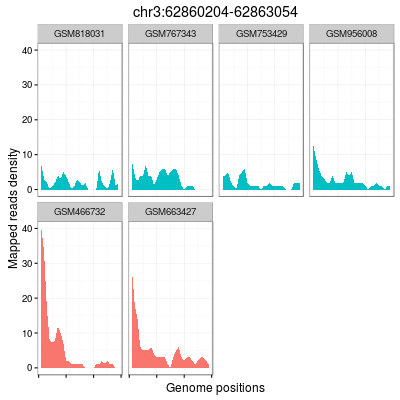 chr3:62860204-62863054
GSM818031 GSM767343 GSM753429 GSM956008
40
30
20
10
0
Mapped reads density
GSM466732 GSM663427
40
30
20
10
0
Genome positions